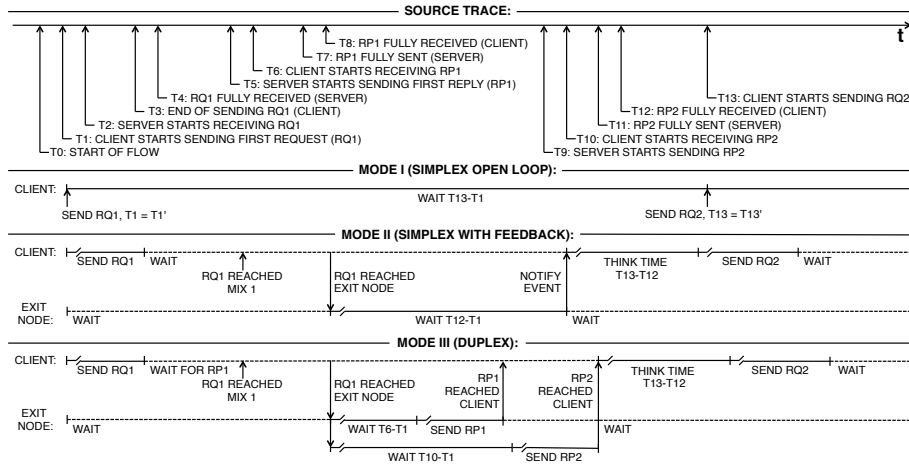 SOURCE TRACE:
t
T8: RP1 FULLY RECEIVED (CLIENT)
T7: RP1 FULLY SENT (SERVER)
T6: CLIENT STARTS RECEIVING RP1
T5: SERVER STARTS SENDING FIRST REPLY (RP1)
T4: RQ1 FULLY RECEIVED (SERVER)
T3: END OF SENDING RQ1 (CLIENT)
T2: SERVER STARTS RECEIVING RQ1
T1: CLIENT STARTS SENDING FIRST REQUEST (RQ1)
T0: START OF FLOW
T13: CLIENT STARTS SENDING RQ2
T12: RP2 FULLY RECEIVED (CLIENT)
T11: RP2 FULLY SENT (SERVER)
T10: CLIENT STARTS RECEIVING RP2
T9: SERVER STARTS SENDING RP2
MODE I (SIMPLEX OPEN LOOP):
CLIENT:
WAIT T13-T1
SEND RQ1, T1 = T1'
SEND RQ2, T13 = T13'
MODE II (SIMPLEX WITH FEEDBACK):
CLIENT:
SEND RQ1
WAIT
RQ1 REACHED
MIX 1
RQ1 REACHED
EXIT NODE
NOTIFY
EVENT
THINK TIME
T13-T12
SEND RQ2
WAIT
EXIT
NODE:
WAIT
WAIT T12-T1
WAIT
MODE III (DUPLEX):
CLIENT:
SEND RQ1
WAIT FOR RP1
RQ1 REACHED
MIX 1
RQ1 REACHED
EXIT NODE
RP1
REACHED
CLIENT
RP2
REACHED
CLIENT
THINK TIME
T13-T12
SEND RQ2
WAIT
EXIT
NODE:
WAIT
WAIT T6-T1
SEND RP1
WAIT
WAIT T10-T1
SEND RP2